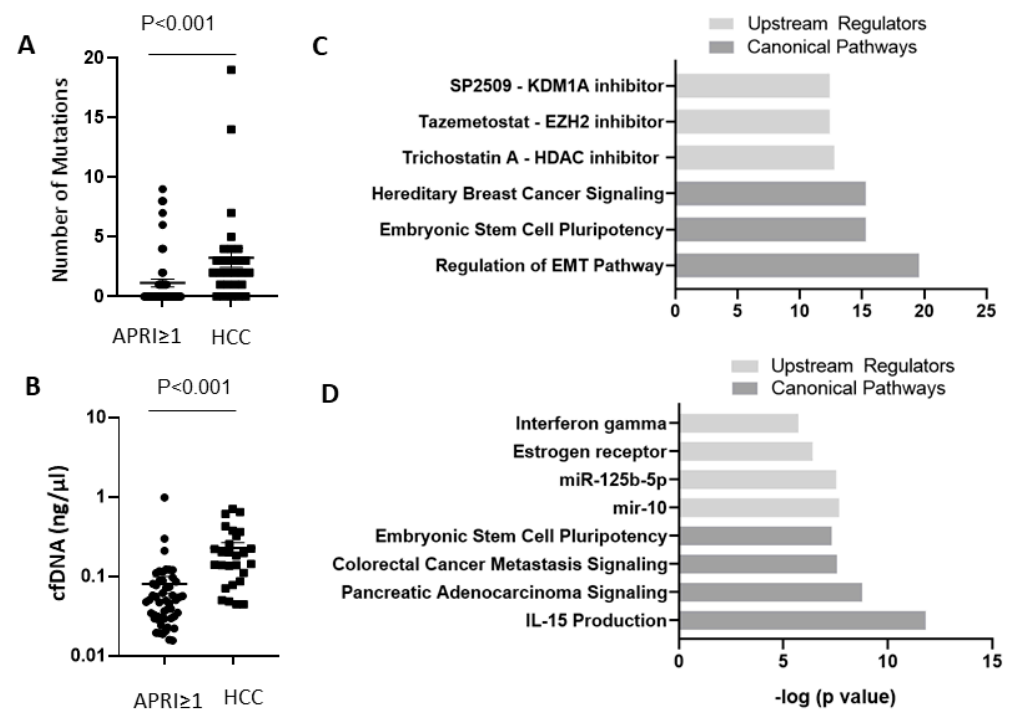 A
P<0.001
Number of Mutations
20
15
10
5
0
APRI≥1
HCC
B
P<0.001
cfDNA (ng/µl)
10
1
0.1
0.01
APRI≥1
HCC
C
Upstream Regulators
Canonical Pathways
SP2509 - KDM1A inhibitor
Tazemetostat - EZH2 inhibitor
Trichostatin A - HDAC inhibitor
Hereditary Breast Cancer Signaling
Embryonic Stem Cell Pluripotency
Regulation of EMT Pathway
0 5 10 15 20 25
D
Upstream Regulators
Canonical Pathways
Interferon gamma
Estrogen receptor
miR-125b-5p
mir-10
Embryonic Stem Cell Pluripotency
Colorectal Cancer Metastasis Signaling
Pancreatic Adenocarcinoma Signaling
IL-15 Production
0 5 10 15
-log (p value)